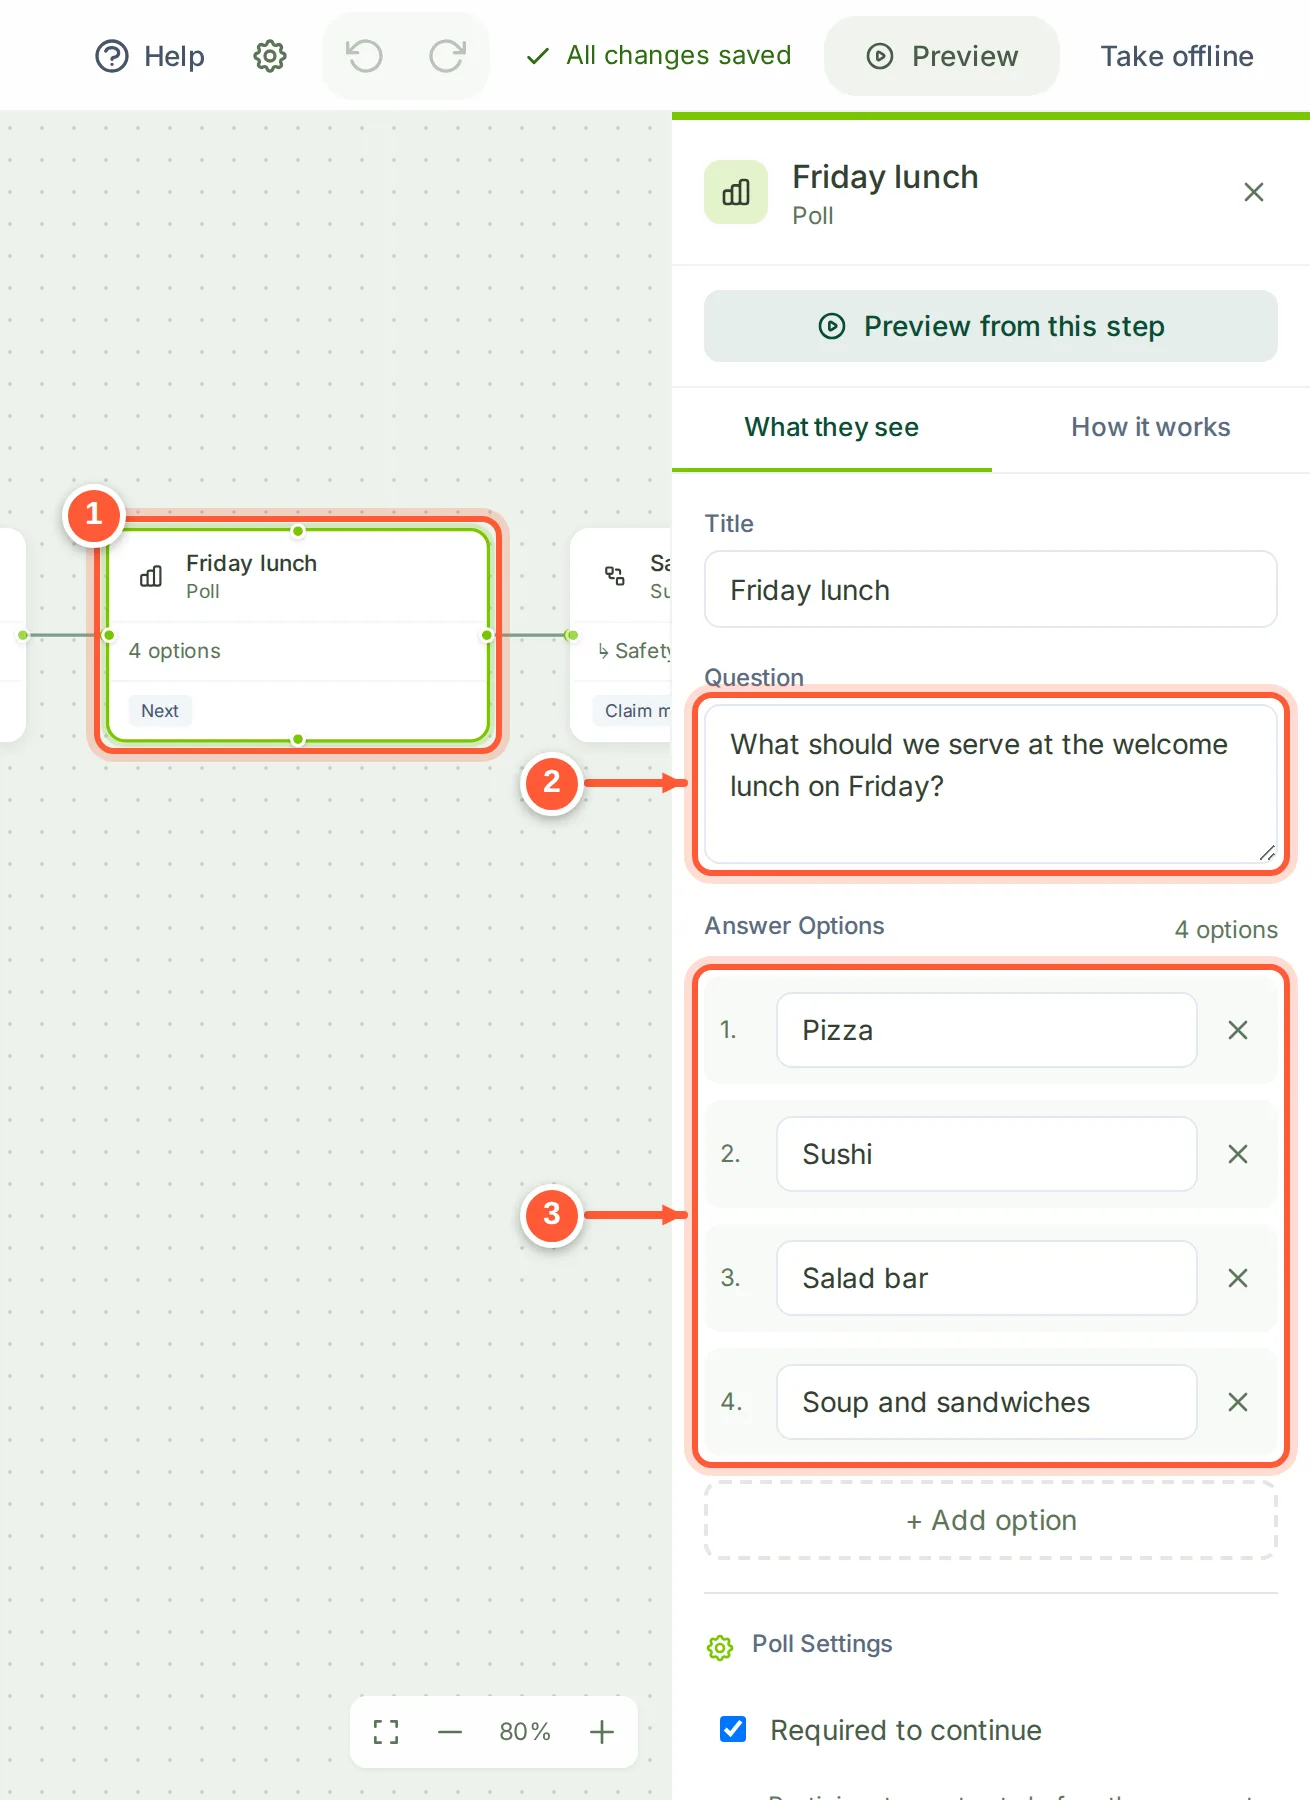 Help
All changes saved
Preview
Take offline
Friday lunch
Poll
Preview from this step
What they see
How it works
Title
Friday lunch
Question
What should we serve at the welcome
lunch on Friday?
Answer Options
4 options
1. Pizza
2. Sushi
3. Salad bar
4. Soup and sandwiches
+ Add option
Poll Settings
Required to continue
1
Friday lunch
Poll
4 options
Next
↳ Safety
Claim m
2
3
80%